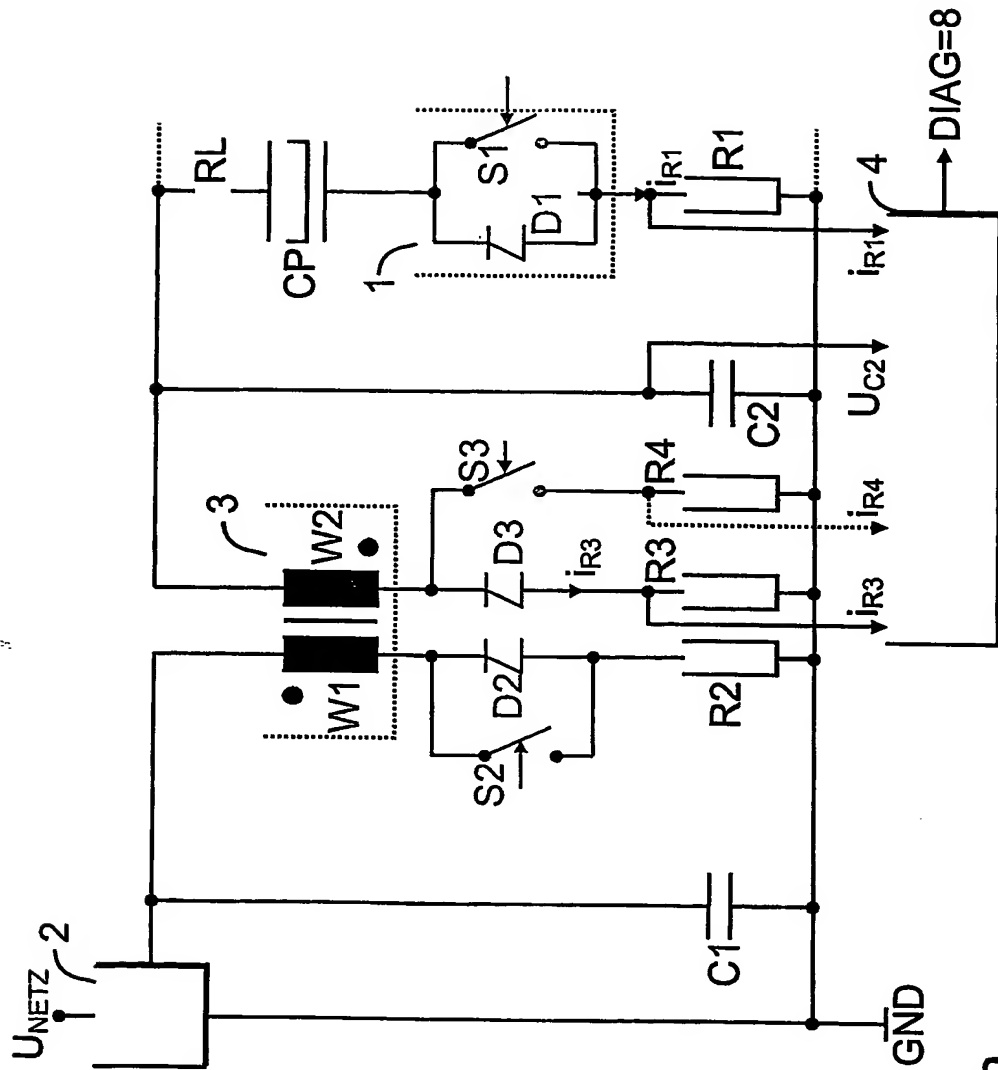 U_NETZ
2
GND
C1
3
W1
W2
S2
D2
R2
D3
i_R3
R3
i_R3
S3
R4
i_R4
C2
U_C2
RL
CP
1
S1
D1
i_R1
R1
i_R1
4
DIAG=8